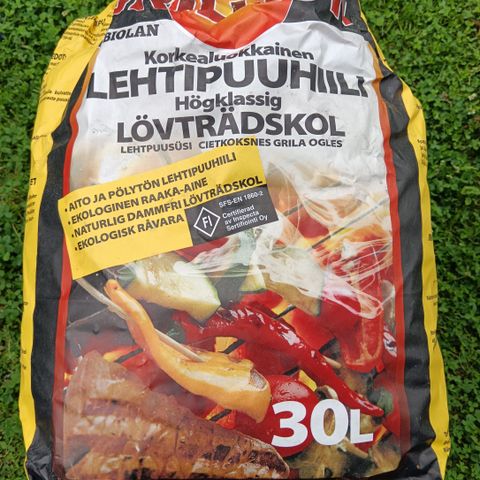 BIOLAN
Korkealuokkainen
LEHTIPUUHIILI
Högklassig
LÖVTRÄDSKOL
LEHTPUUSÜSI CIETKOKSNES GRILA OGLES
• AITO JA PÖLYTÖN LEHTIPUUHIILI
• EKOLOGINEN RAAKA-AINE
• NATURLIG DAMMFRI LÖVTRÄDSKOL
• EKOLOGISK RÅVARA
FI
SFS-EN 1860-2
Certifierad
av Inspecta
Sertifiointi Oy
30L